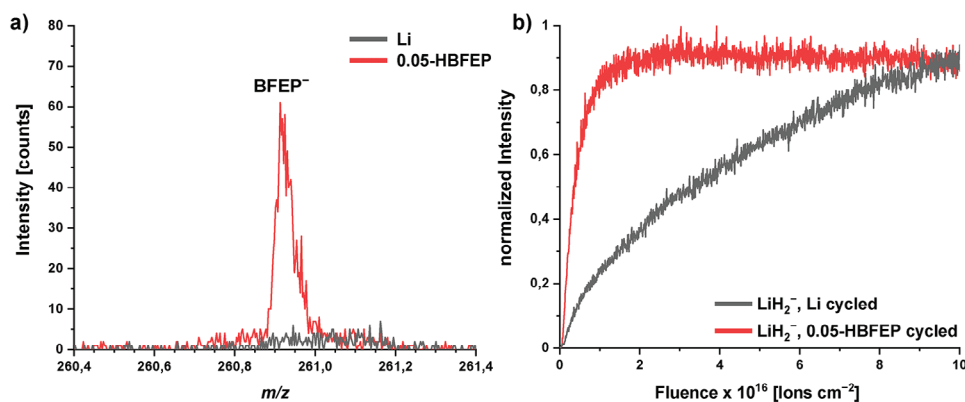 a)
Intensity [counts]
80
70
60
50
40
30
20
10
0
BFEP⁻
Li
0.05-HBFEP
260,4 260,6 260,8 261,0 261,2 261,4
m/z
b)
normalized Intensity
1
0,8
0,6
0,4
0,2
0
LiH₂⁻, Li cycled
LiH₂⁻, 0.05-HBFEP cycled
0 2 4 6 8 10
Fluence x 10¹⁶ [Ions cm⁻²]